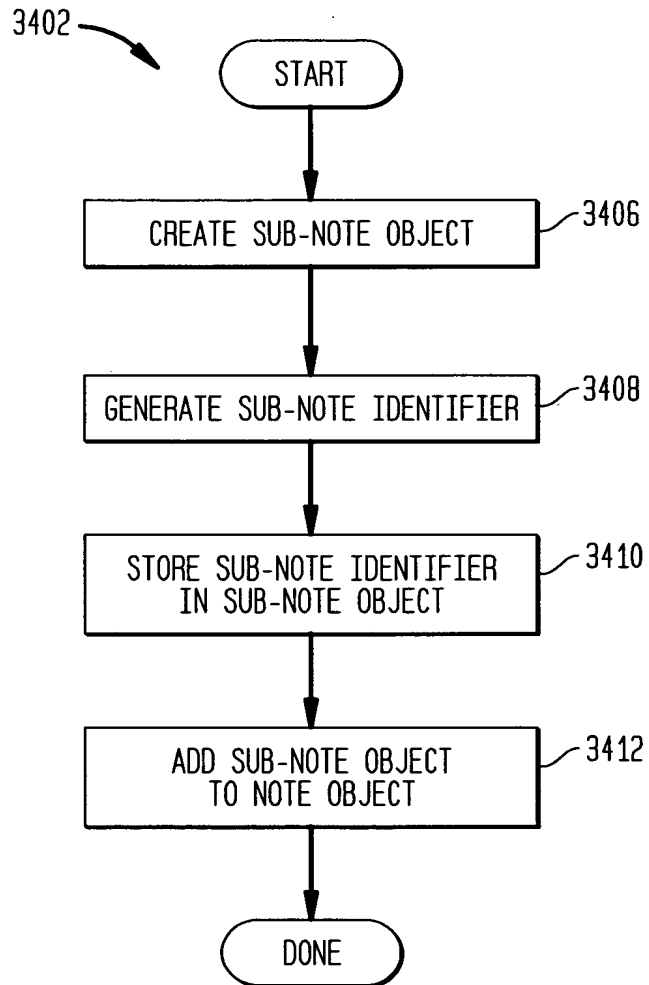 3402
START
CREATE SUB-NOTE OBJECT
3406
GENERATE SUB-NOTE IDENTIFIER
3408
STORE SUB-NOTE IDENTIFIER
IN SUB-NOTE OBJECT
3410
ADD SUB-NOTE OBJECT
TO NOTE OBJECT
3412
DONE